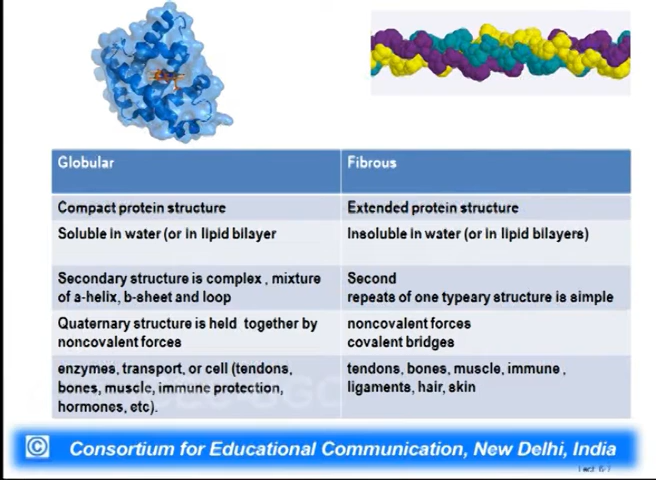 Globular
Fibrous
Compact protein structure
Extended protein structure
Soluble in water (or in lipid bilayer
Insoluble in water (or in lipid bilayers)
Secondary structure is complex , mixture
of a-helix, b-sheet and loop
Second
repeats of one typeary structure is simple
Quaternary structure is held together by
noncovalent forces
noncovalent forces
covalent bridges
enzymes, transport, or cell (tendons,
bones, muscle, immune protection,
hormones, etc).
tendons, bones, muscle, immune ,
ligaments, hair, skin
© Consortium for Educational Communication, New Delhi, India